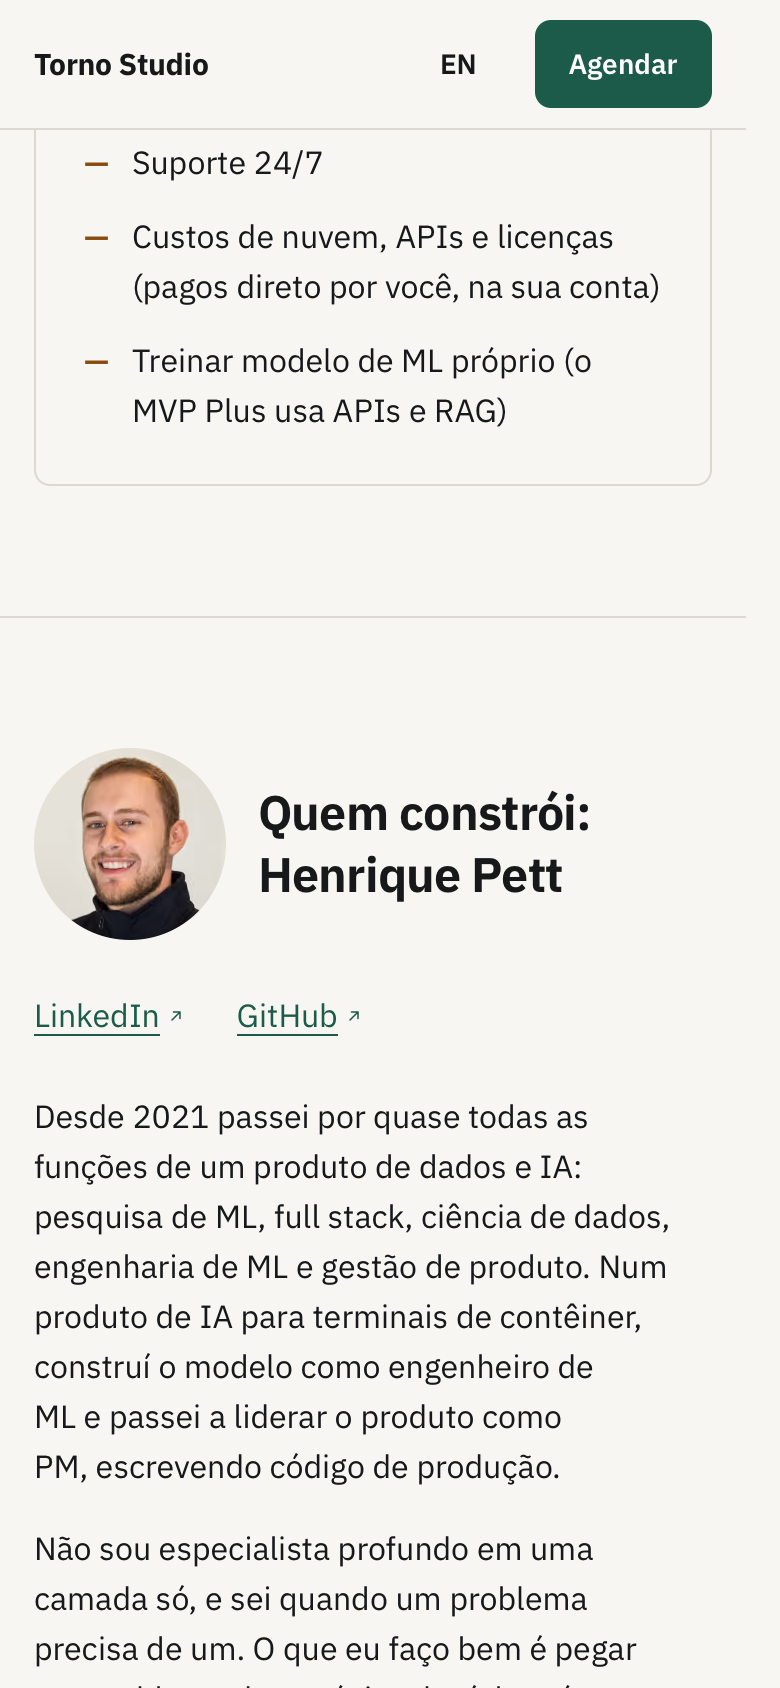 Torno Studio
EN
Agendar
— Suporte 24/7
— Custos de nuvem, APIs e licenças
(pagos direto por você, na sua conta)
— Treinar modelo de ML próprio (o
MVP Plus usa APIs e RAG)
Quem constrói:
Henrique Pett
LinkedIn ↗ GitHub ↗
Desde 2021 passei por quase todas as
funções de um produto de dados e IA:
pesquisa de ML, full stack, ciência de dados,
engenharia de ML e gestão de produto. Num
produto de IA para terminais de contêiner,
construí o modelo como engenheiro de
ML e passei a liderar o produto como
PM, escrevendo código de produção.
Não sou especialista profundo em uma
camada só, e sei quando um problema
precisa de um. O que eu faço bem é pegar